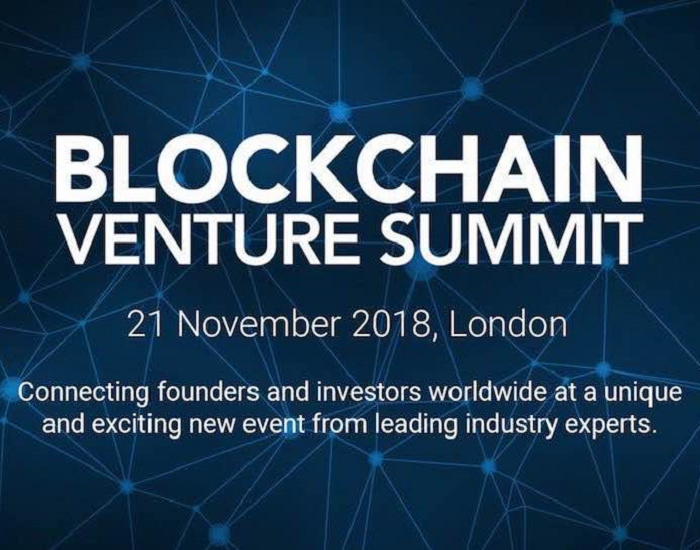 BLOCKCHAIN
VENTURE SUMMIT
21 November 2018, London
Connecting founders and investors worldwide at a unique
and exciting new event from leading industry experts.